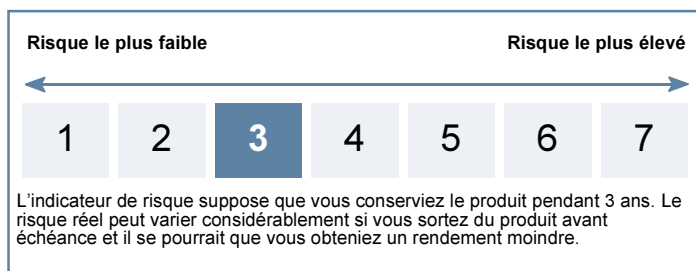 Risque le plus faible Risque le plus élevé
1 2 3 4 5 6 7
L'indicateur de risque suppose que vous conserviez le produit pendant 3 ans. Le
risque réel peut varier considérablement si vous sortez du produit avant
échéance et il se pourrait que vous obteniez un rendement moindre.